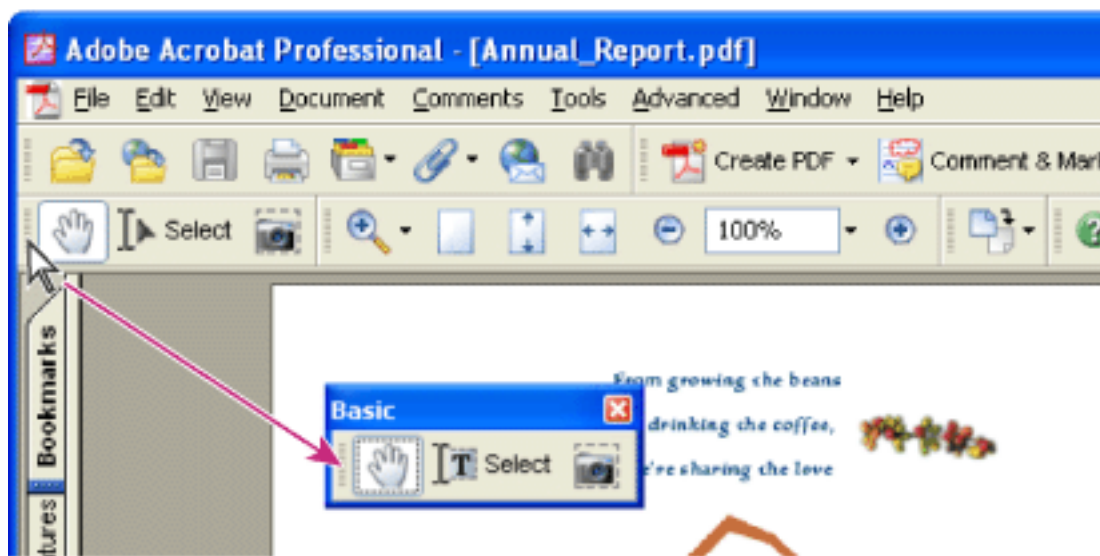 Adobe Acrobat Professional - [Annual_Report.pdf]
File Edit View Document Comments Tools Advanced Window Help
Create PDF Comment &
Select 100%
Bookmarks
From growing the beans
Basic
drinking the coffee,
Select
sharing the love